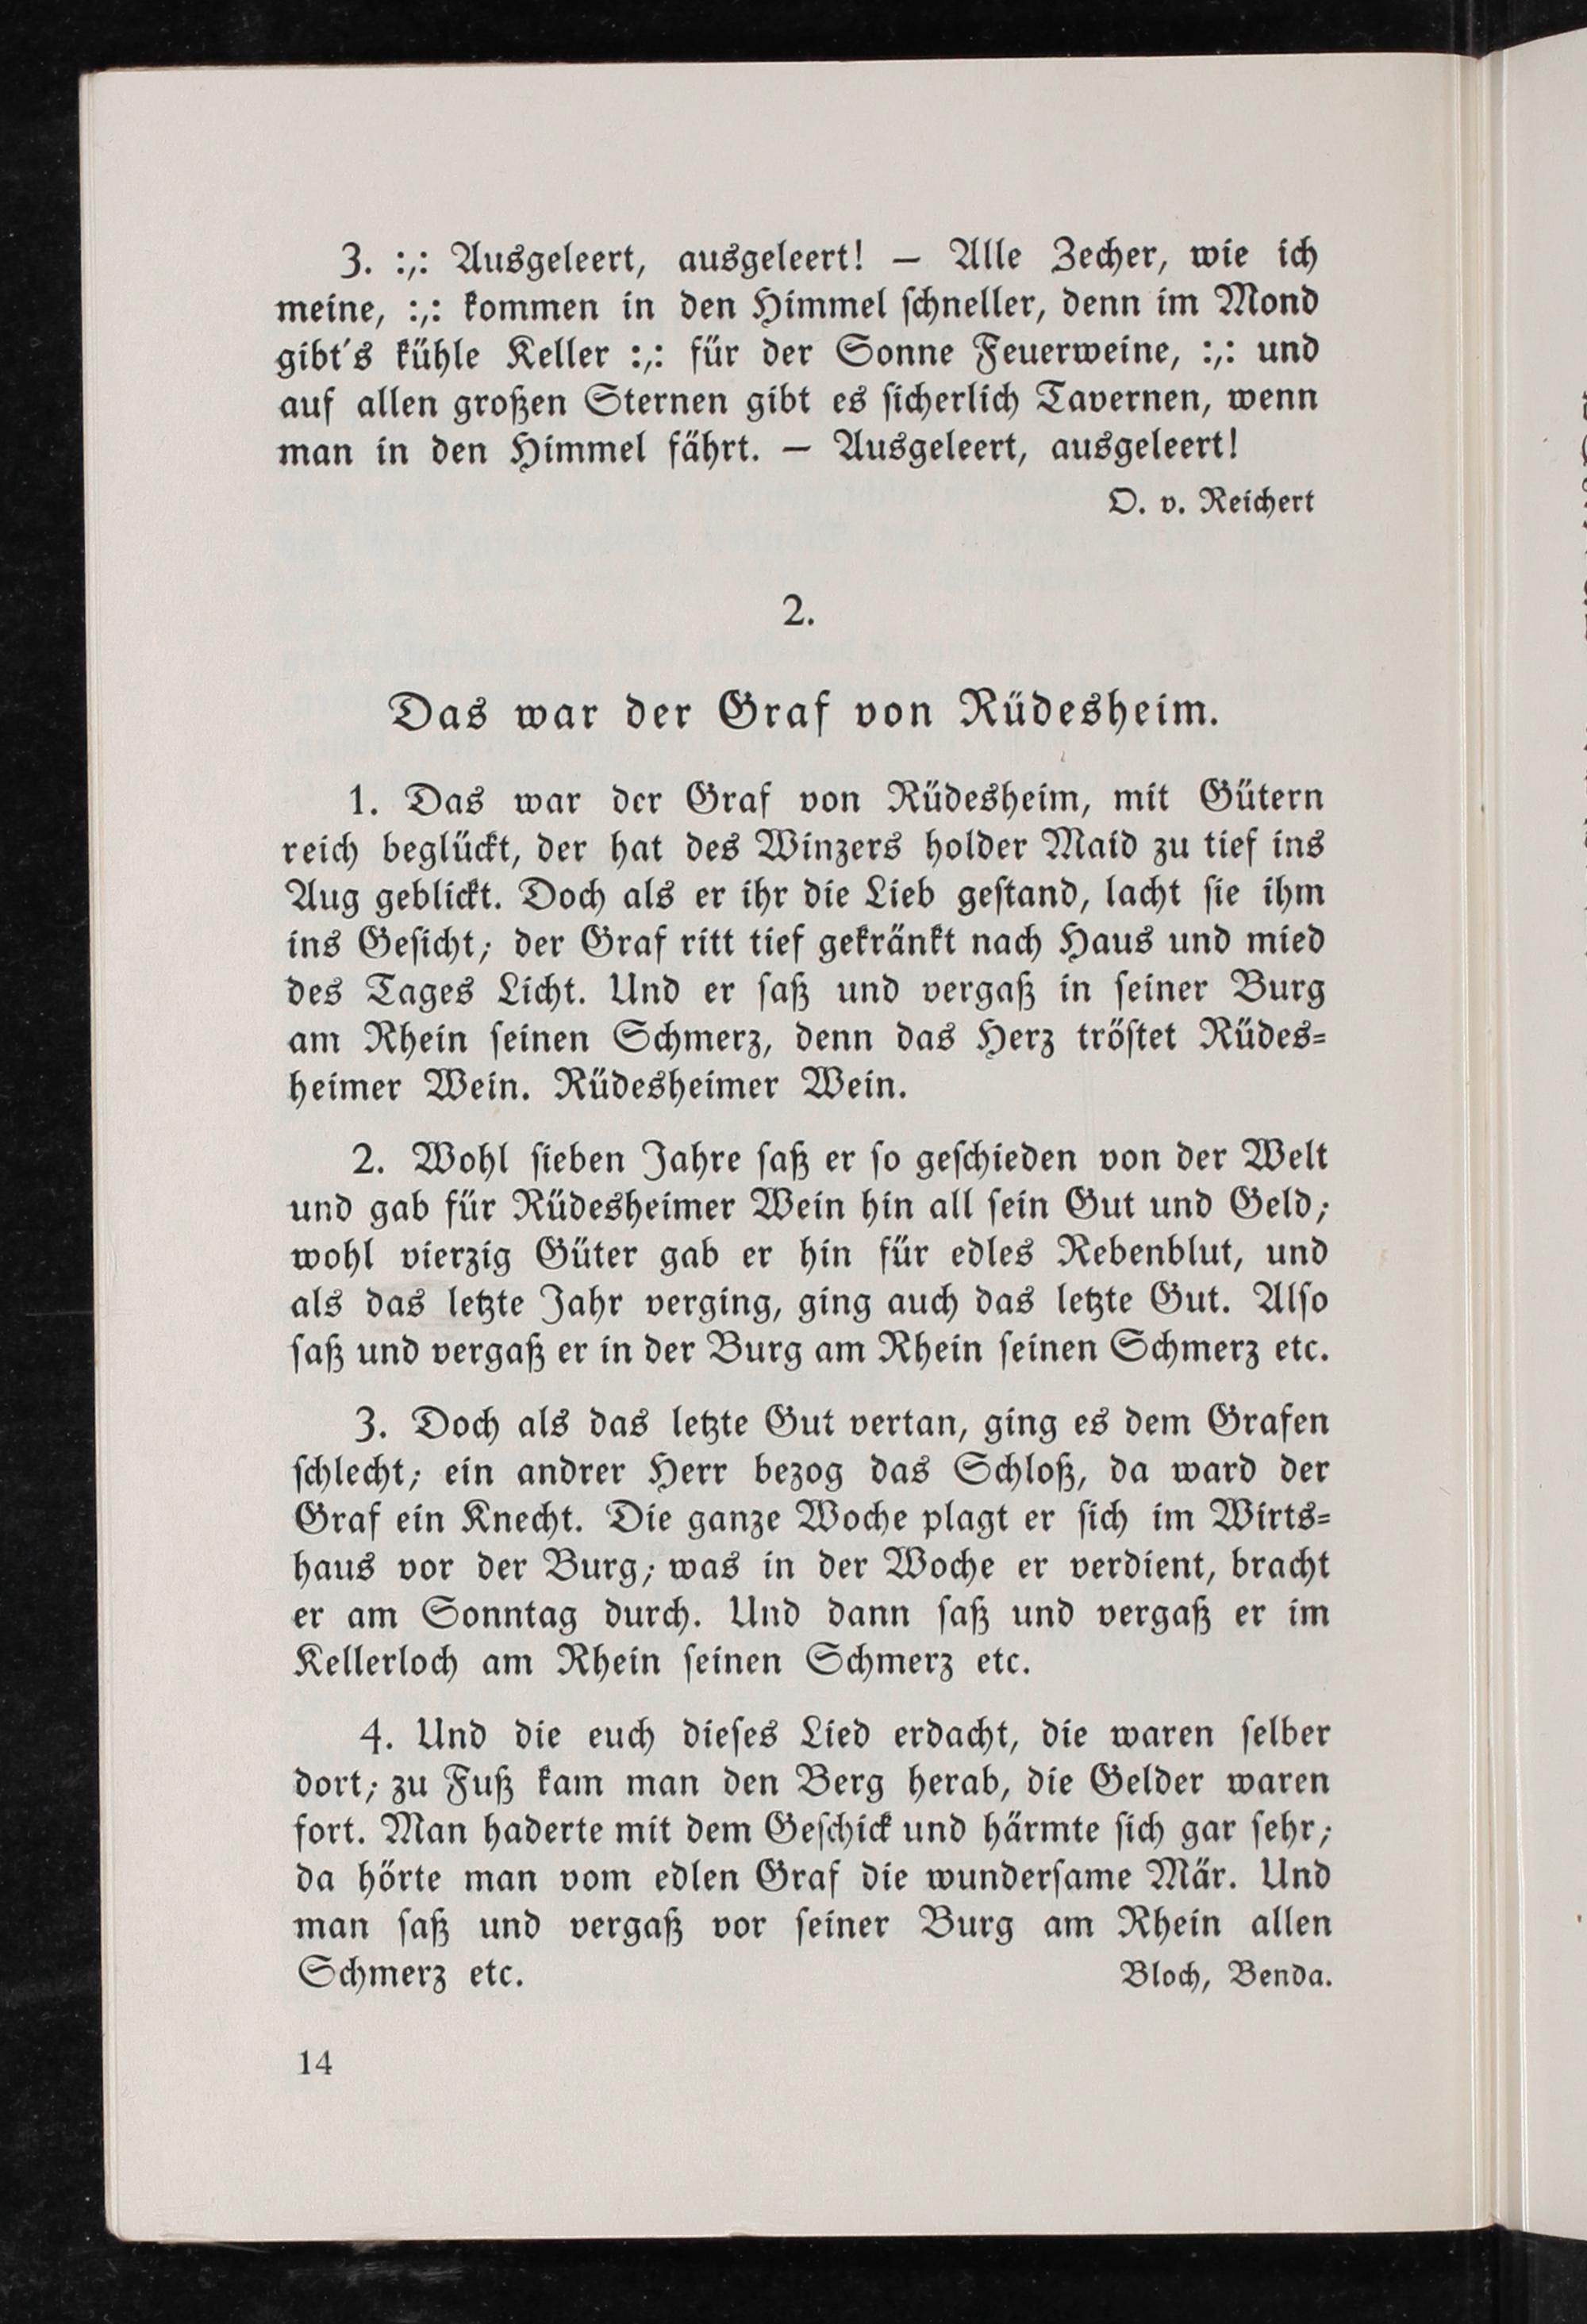 3. :,: Ausgeleert, ausgeleert! — Alle Zecher, wie ich
meine, :,: kommen in den Himmel schneller, denn im Mond
gibt's kühle Keller :,: für der Sonne Feuerweine, :,: und
auf allen großen Sternen gibt es sicherlich Tavernen, wenn
man in den Himmel fährt. — Ausgeleert, ausgeleert!
O. v. Reichert
2.
Das war der Graf von Rüdesheim.
1. Das war der Graf von Rüdesheim, mit Gütern
reich beglückt, der hat des Winzers holder Maid zu tief ins
Aug geblickt. Doch als er ihr die Lieb gestand, lacht sie ihm
ins Gesicht; der Graf ritt tief gekränkt nach Haus und mied
des Tages Licht. Und er saß und vergaß in seiner Burg
am Rhein seinen Schmerz, denn das Herz tröstet Rüdes-
heimer Wein. Rüdesheimer Wein.
2. Wohl sieben Jahre saß er so geschieden von der Welt
und gab für Rüdesheimer Wein hin all sein Gut und Geld;
wohl vierzig Güter gab er hin für edles Rebenblut, und
als das letzte Jahr verging, ging auch das letzte Gut. Also
saß und vergaß er in der Burg am Rhein seinen Schmerz etc.
3. Doch als das letzte Gut vertan, ging es dem Grafen
schlecht; ein andrer Herr bezog das Schloß, da ward der
Graf ein Knecht. Die ganze Woche plagt er sich im Wirts-
haus vor der Burg; was in der Woche er verdient, bracht
er am Sonntag durch. Und dann saß und vergaß er im
Kellerloch am Rhein seinen Schmerz etc.
4. Und die euch dieses Lied erdacht, die waren selber
dort; zu Fuß kam man den Berg herab, die Gelder waren
fort. Man haderte mit dem Geschick und härmte sich gar sehr;
da hörte man vom edlen Graf die wundersame Mär. Und
man saß und vergaß vor seiner Burg am Rhein allen
Schmerz etc. Bloch, Benda.
14